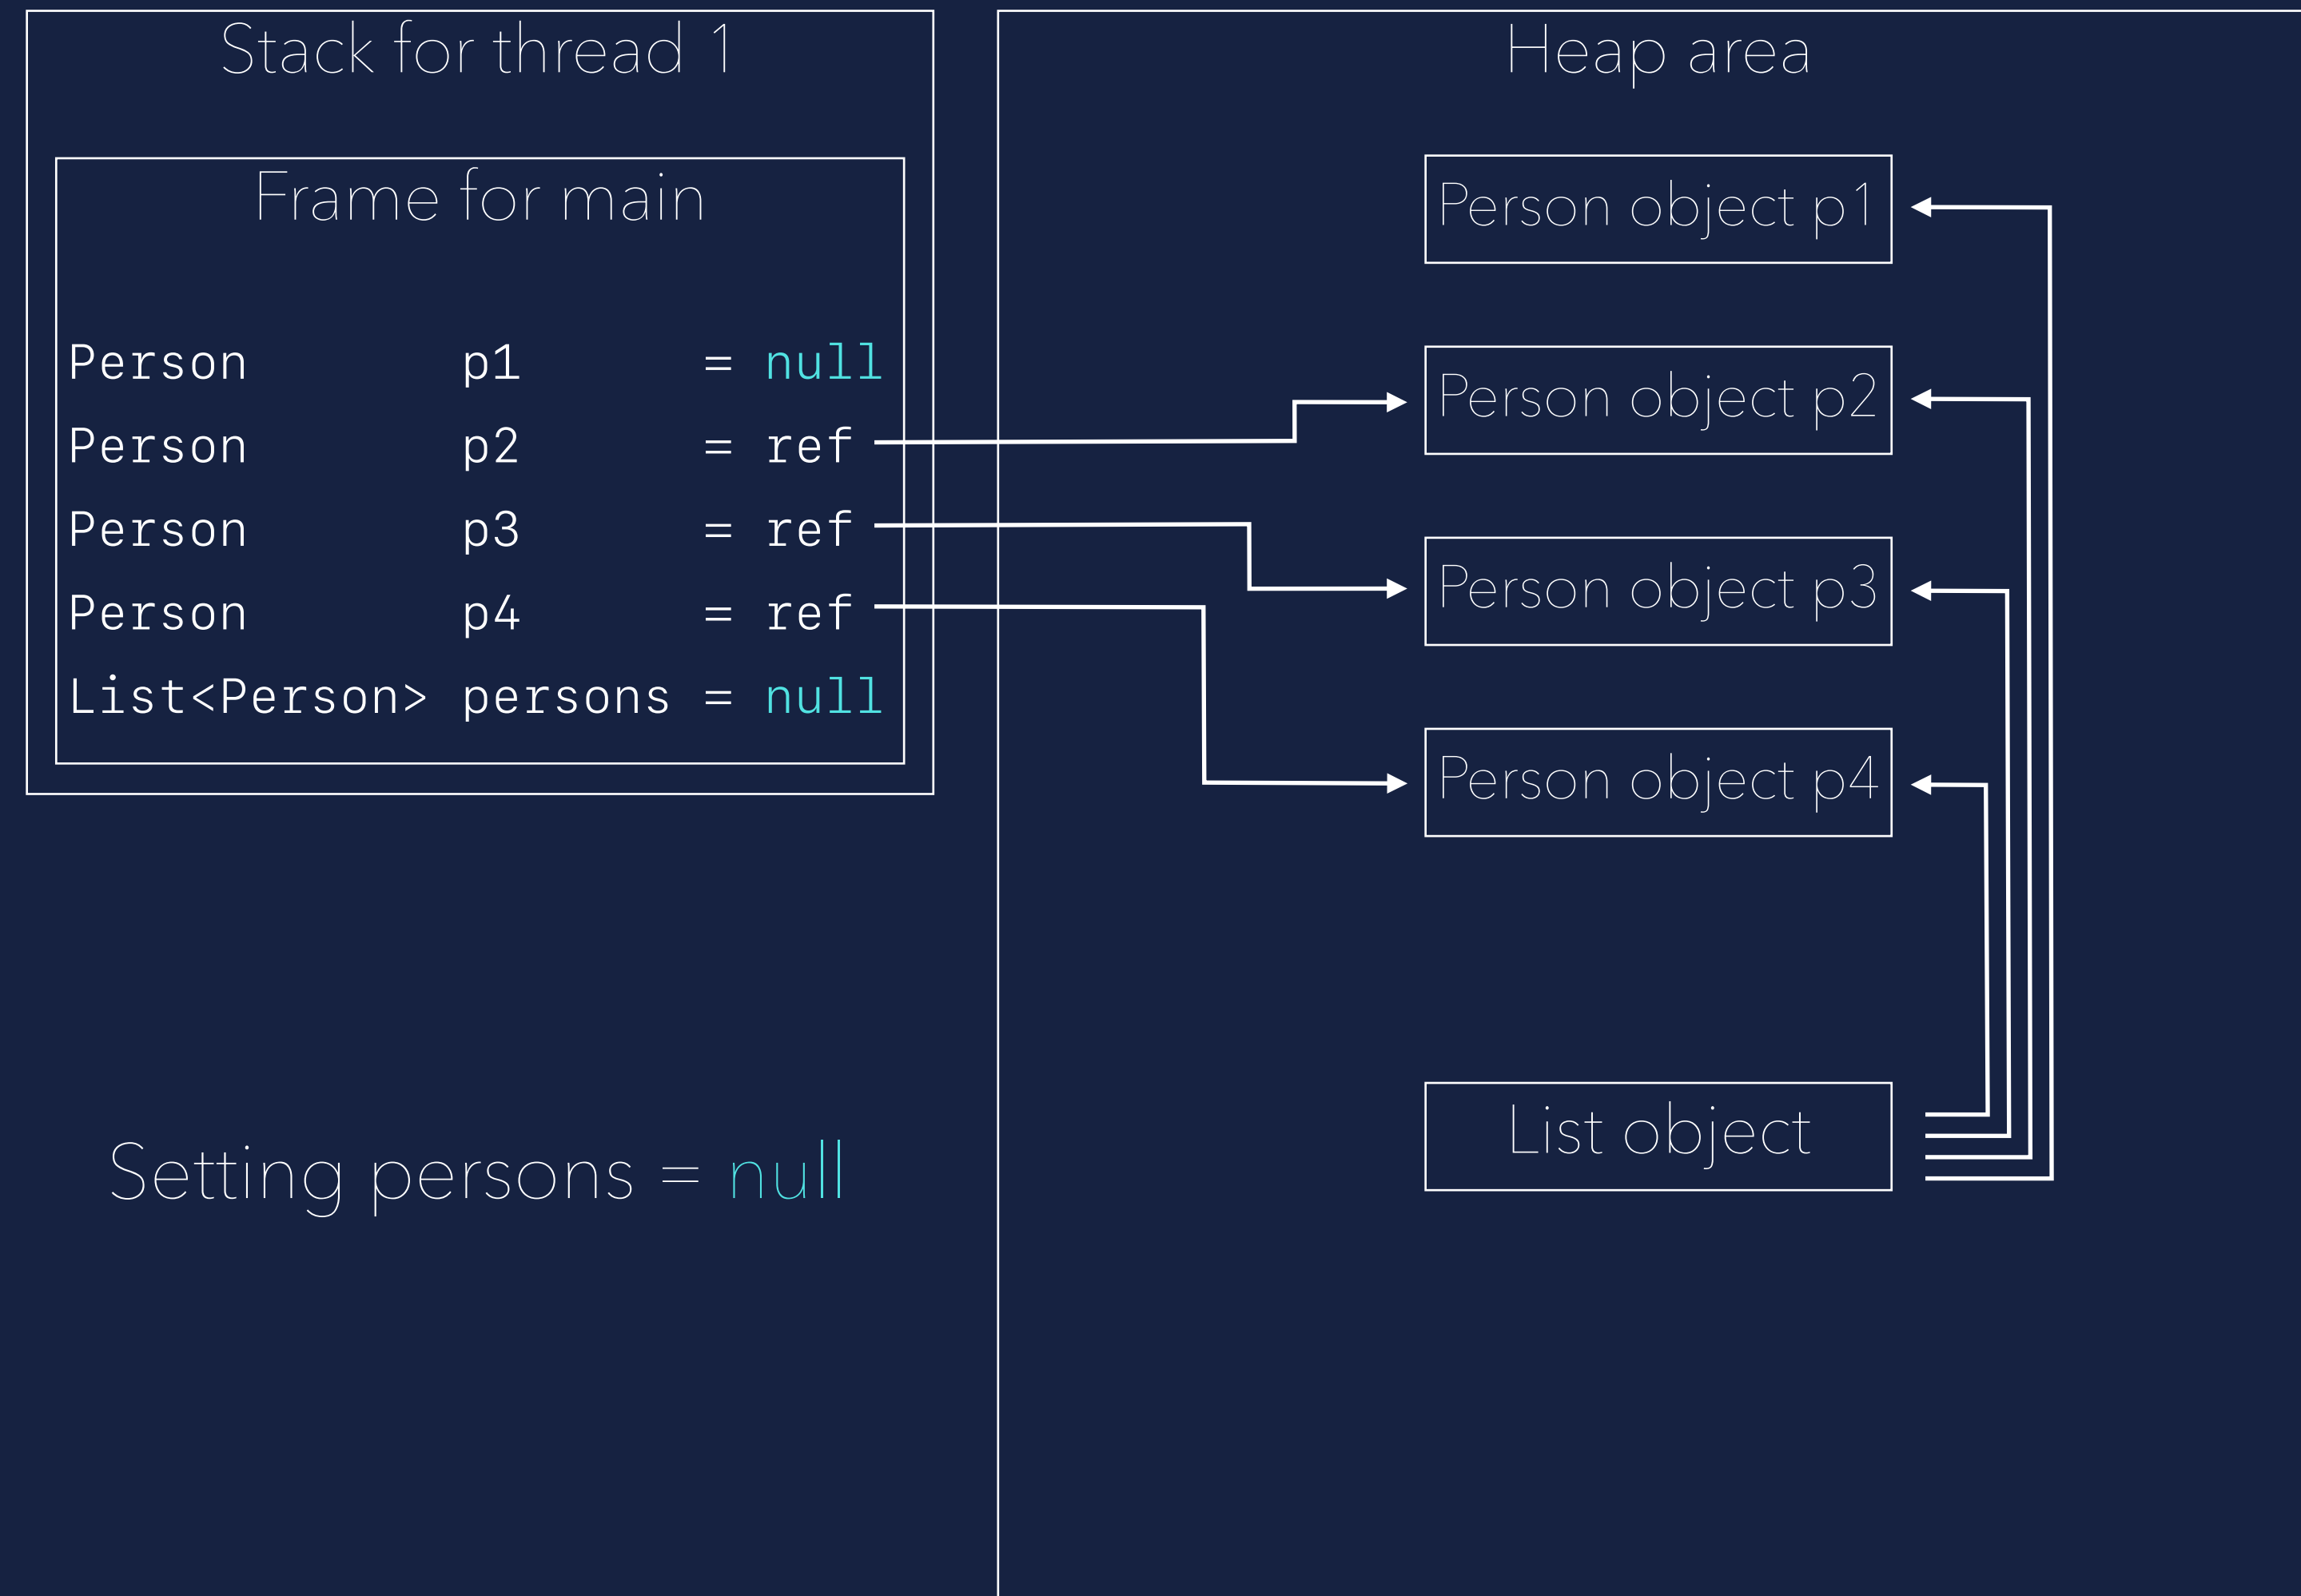 Stack for thread 1
Frame for main
Person p1 = null
Person p2 = ref
Person p3 = ref
Person p4 = ref
List<Person> persons = null
Setting persons = null
Heap area
Person object p1
Person object p2
Person object p3
Person object p4
List object